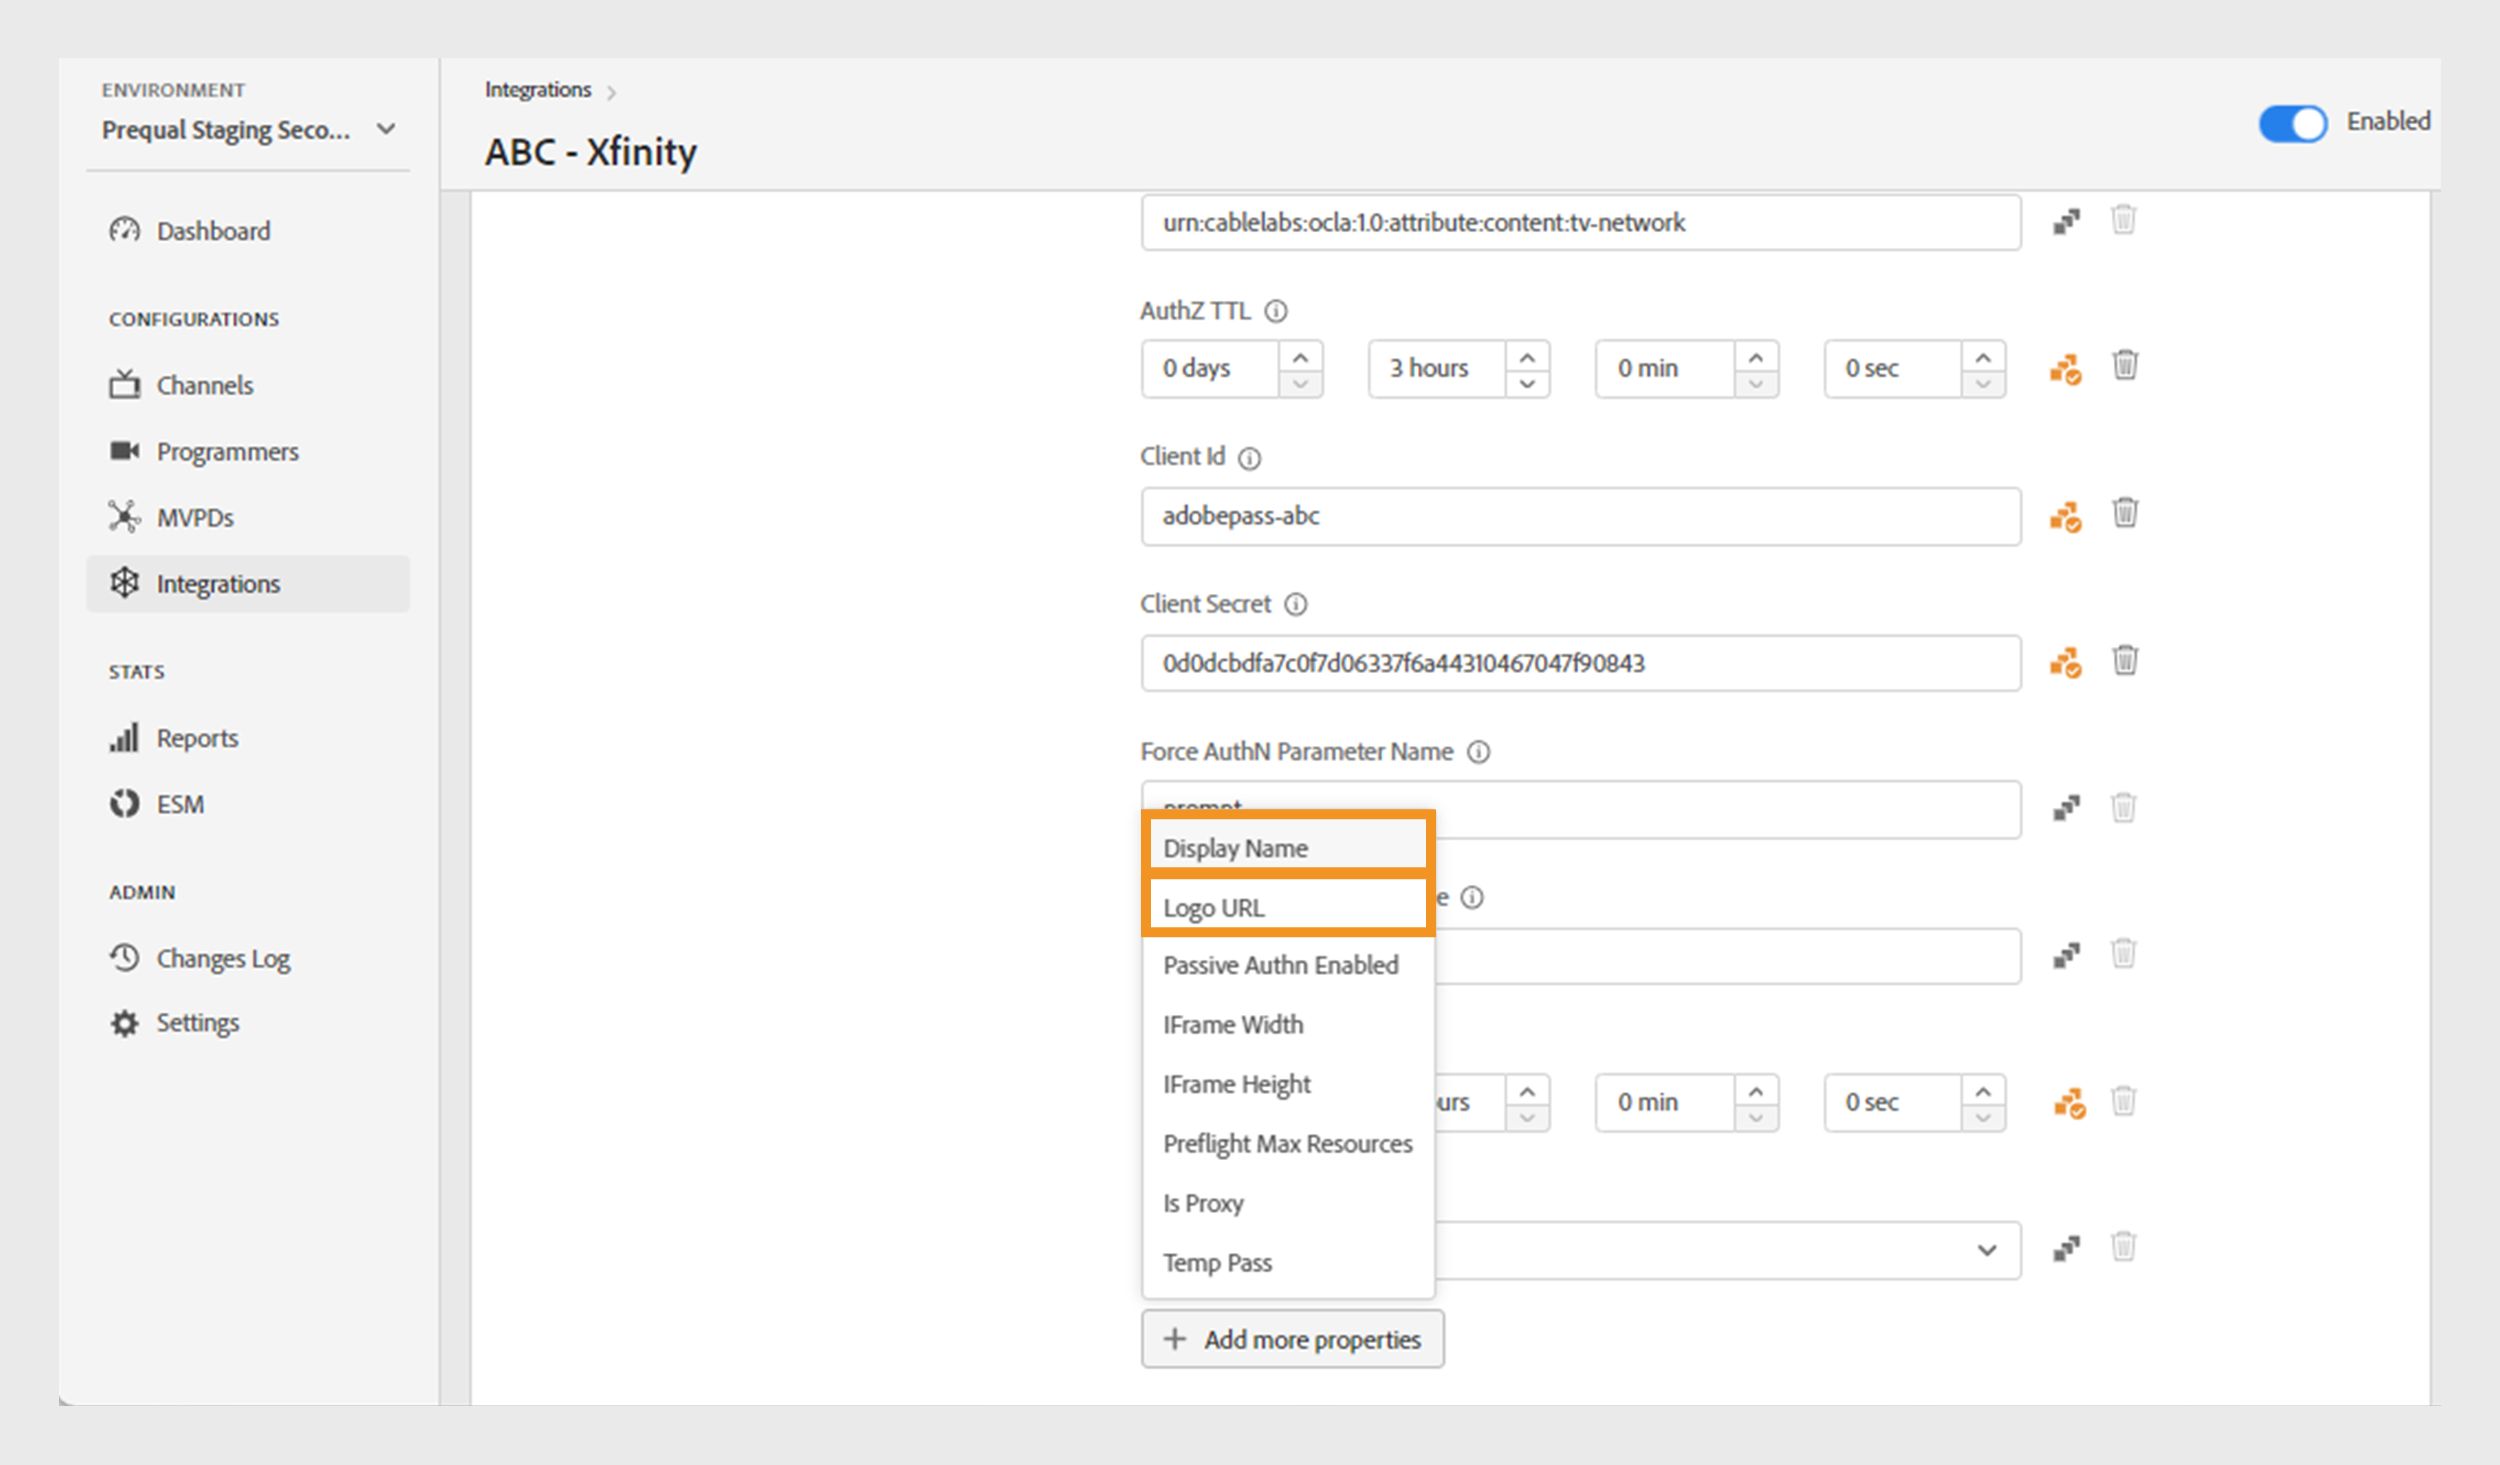 ENVIRONMENT
Prequal Staging Seco...
Dashboard
CONFIGURATIONS
Channels
Programmers
MVPDs
Integrations
STATS
Reports
ESM
ADMIN
Changes Log
Settings
Integrations
ABC - Xfinity
Enabled
urn:cablelabs:ocla:1.0:attribute:content:tv-network
AuthZ TTL
0 days 3 hours 0 min 0 sec
Client Id
adobepass-abc
Client Secret
0d0dcbdfa7c0f7d06337f6a44310467047f90843
Force AuthN Parameter Name
prompt
Display Name
Logo URL
e
Passive Authn Enabled
IFrame Width
IFrame Height
urs 0 min 0 sec
Preflight Max Resources
Is Proxy
Temp Pass
Add more properties